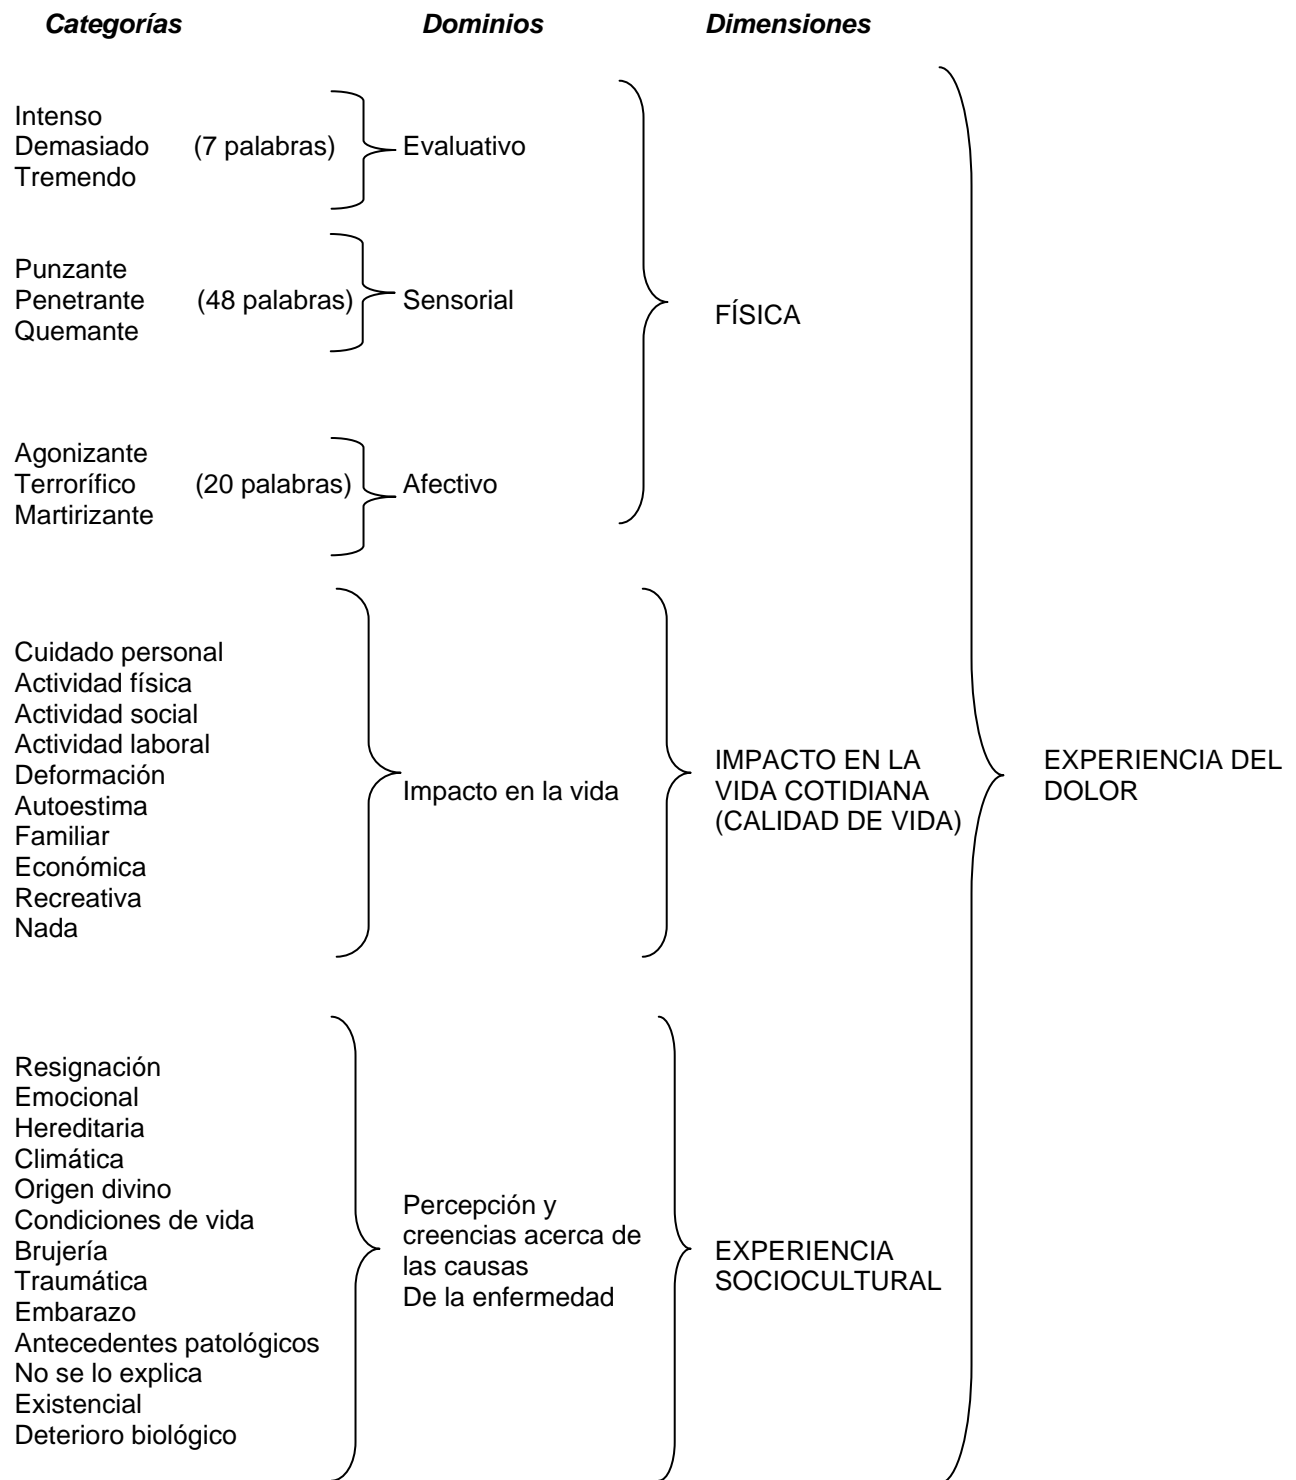 Categorías Dominios Dimensiones
Intenso
Demasiado (7 palabras) Evaluativo
Tremendo
Punzante
Penetrante (48 palabras) Sensorial
Quemante
FÍSICA
Agonizante
Terrorífico (20 palabras) Afectivo
Martirizante
Cuidado personal
Actividad física
Actividad social
Actividad laboral
Deformación
Autoestima
Familiar
Económica
Recreativa
Nada
Impacto en la vida
IMPACTO EN LA
VIDA COTIDIANA
(CALIDAD DE VIDA)
EXPERIENCIA DEL
DOLOR
Resignación
Emocional
Hereditaria
Climática
Origen divino
Condiciones de vida
Brujería
Traumática
Embarazo
Antecedentes patológicos
No se lo explica
Existencial
Deterioro biológico
Percepción y
creencias acerca de
las causas
De la enfermedad
EXPERIENCIA
SOCIOCULTURAL